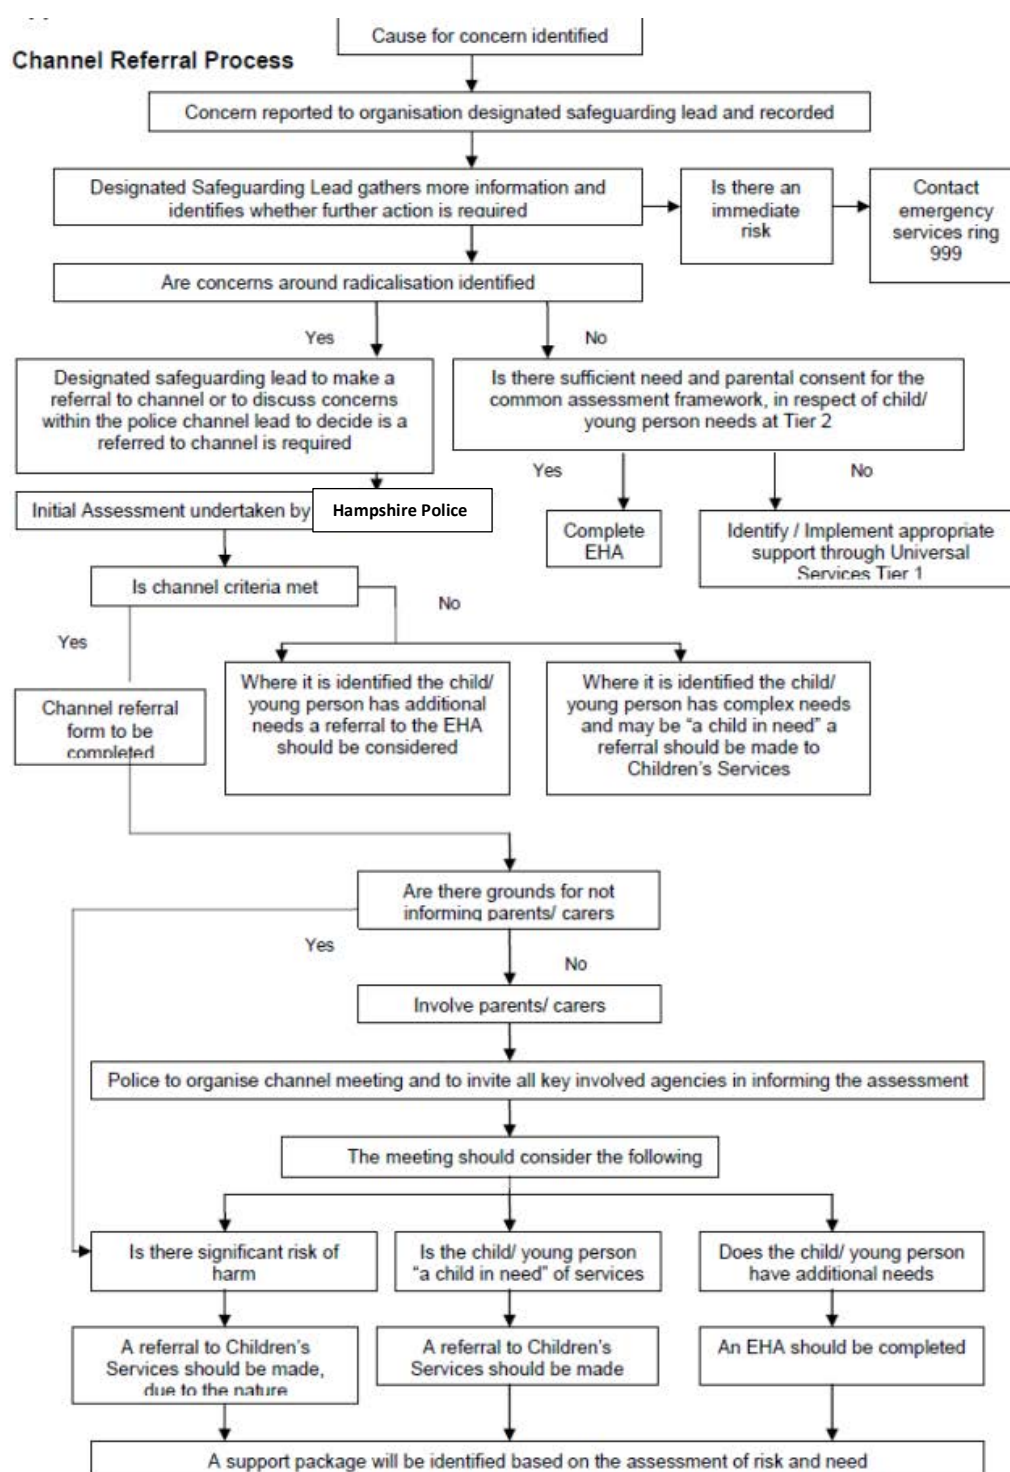 Cause for concern identified
Channel Referral Process
Concern reported to organisation designated safeguarding lead and recorded
Designated Safeguarding Lead gathers more information and
identifies whether further action is required
Is there an
immediate
risk
Contact
emergency
services ring
999
Are concerns around radicalisation identified
Yes
No
Designated safeguarding lead to make a
referral to channel or to discuss concerns
within the police channel lead to decide is a
referred to channel is required
Is there sufficient need and parental consent for the
common assessment framework, in respect of child/
young person needs at Tier 2
Yes
No
Initial Assessment undertaken by
Hampshire Police
Complete
EHA
Identify / Implement appropriate
support through Universal
Services Tier 1
Is channel criteria met
No
Yes
Channel referral
form to be
completed
Where it is identified the child/
young person has additional
needs a referral to the EHA
should be considered
Where it is identified the child/
young person has complex needs
and may be “a child in need” a
referral should be made to
Children’s Services
Are there grounds for not
informing parents/ carers
Yes
No
Involve parents/ carers
Police to organise channel meeting and to invite all key involved agencies in informing the assessment
The meeting should consider the following
Is there significant risk of
harm
Is the child/ young person
“a child in need” of services
Does the child/ young person
have additional needs
A referral to Children’s
Services should be made,
due to the nature
A referral to Children’s
Services should be made
An EHA should be completed
A support package will be identified based on the assessment of risk and need